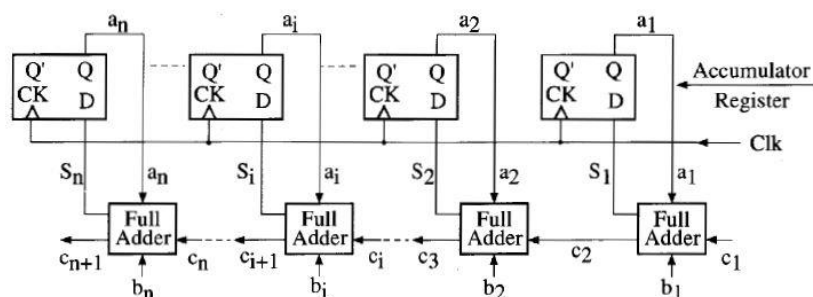 an ai a2 a1
Q' Q Q' Q Q' Q Q' Q
Accumulator
CK D CK D CK D CK D
Register
Clk
Sn an Si ai S2 a2 S1 a1
Full Full Full Full
Adder Adder Adder Adder
cn+1 cn ci+1 ci c3 c2 c1
bn bi b2 b1